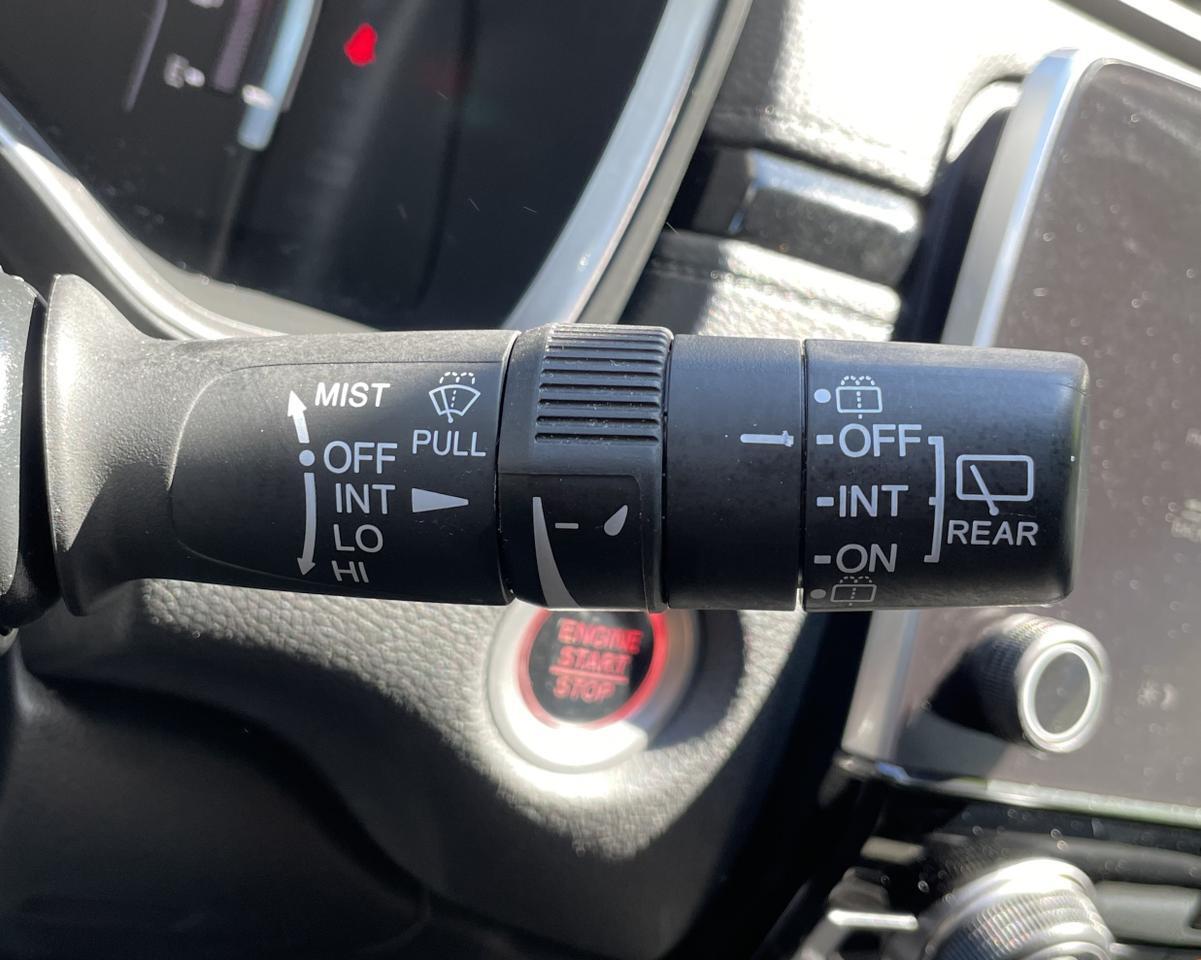 MIST
PULL
OFF
INT
LO
HI
OFF
INT
ON
REAR
ENGINE
START
STOP